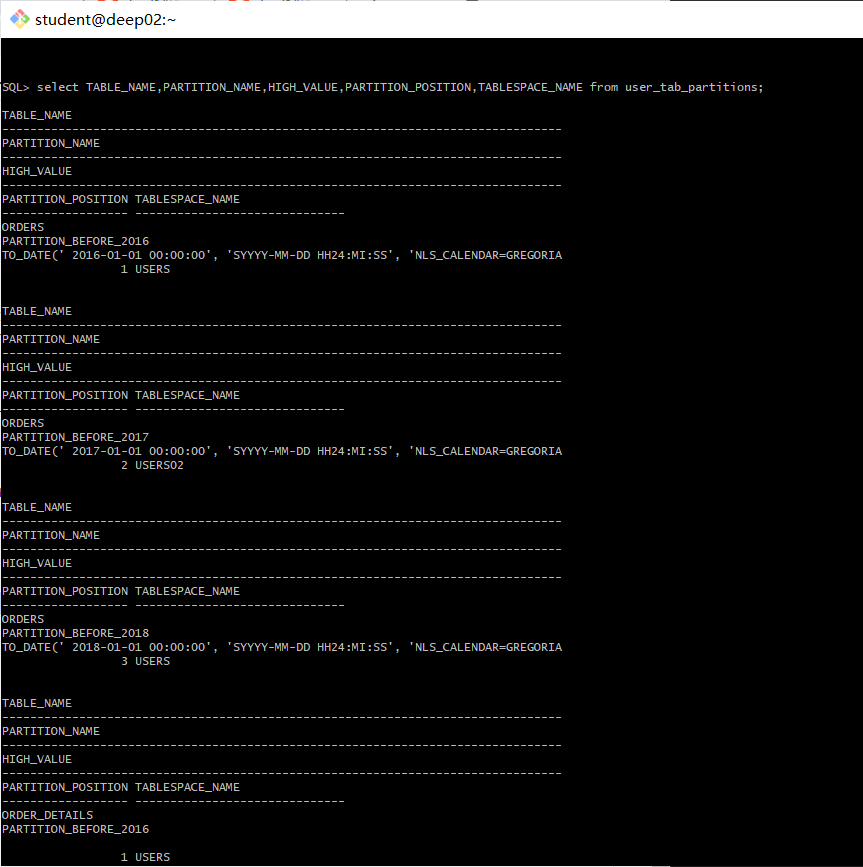 student@deep02:~
SQL> select TABLE_NAME,PARTITION_NAME,HIGH_VALUE,PARTITION_POSITION,TABLESPACE_NAME from user_tab_partitions;
TABLE_NAME
--------------------------------------------------------------------------------
PARTITION_NAME
--------------------------------------------------------------------------------
HIGH_VALUE
--------------------------------------------------------------------------------
PARTITION_POSITION TABLESPACE_NAME
------------------ ------------------------------
ORDERS
PARTITION_BEFORE_2016
TO_DATE(' 2016-01-01 00:00:00', 'SYYYY-MM-DD HH24:MI:SS', 'NLS_CALENDAR=GREGORIA
1 USERS
TABLE_NAME
--------------------------------------------------------------------------------
PARTITION_NAME
--------------------------------------------------------------------------------
HIGH_VALUE
--------------------------------------------------------------------------------
PARTITION_POSITION TABLESPACE_NAME
------------------ ------------------------------
ORDERS
PARTITION_BEFORE_2017
TO_DATE(' 2017-01-01 00:00:00', 'SYYYY-MM-DD HH24:MI:SS', 'NLS_CALENDAR=GREGORIA
2 USERS02
TABLE_NAME
--------------------------------------------------------------------------------
PARTITION_NAME
--------------------------------------------------------------------------------
HIGH_VALUE
--------------------------------------------------------------------------------
PARTITION_POSITION TABLESPACE_NAME
------------------ ------------------------------
ORDERS
PARTITION_BEFORE_2018
TO_DATE(' 2018-01-01 00:00:00', 'SYYYY-MM-DD HH24:MI:SS', 'NLS_CALENDAR=GREGORIA
3 USERS
TABLE_NAME
--------------------------------------------------------------------------------
PARTITION_NAME
--------------------------------------------------------------------------------
HIGH_VALUE
--------------------------------------------------------------------------------
PARTITION_POSITION TABLESPACE_NAME
------------------ ------------------------------
ORDER_DETAILS
PARTITION_BEFORE_2016
1 USERS